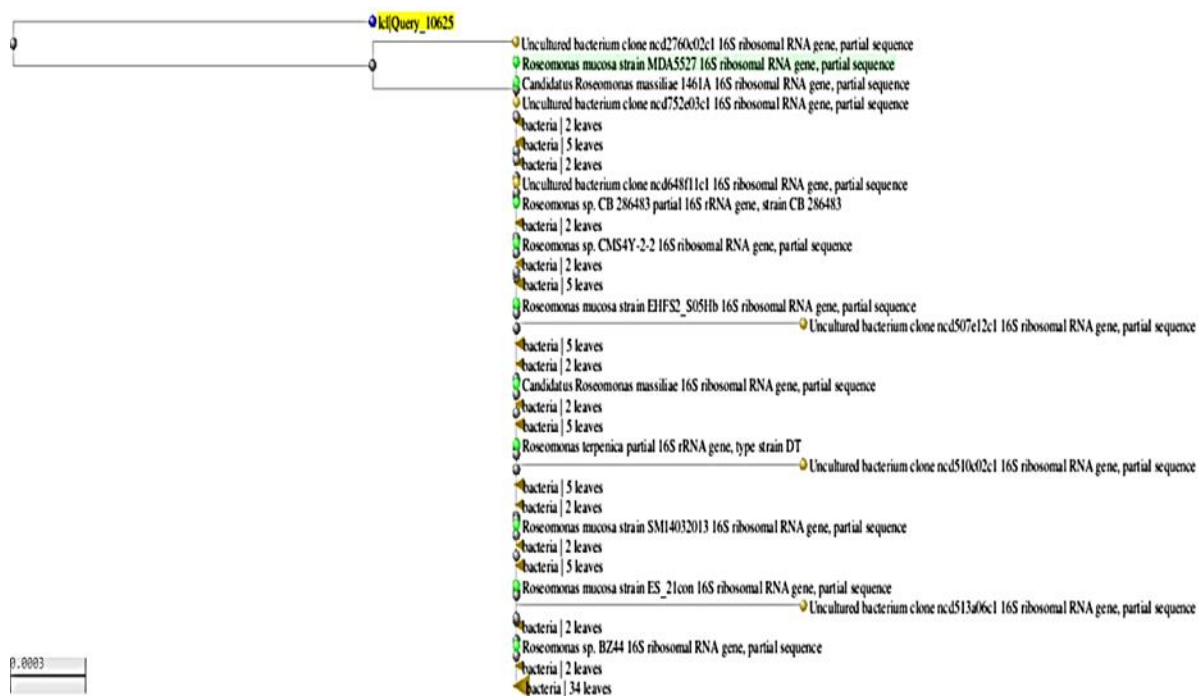 lcl|Query_10625
Uncultured bacterium clone ncd2760c02c1 16S ribosomal RNA gene, partial sequence
Roseomonas mucosa strain MDA5527 16S ribosomal RNA gene, partial sequence
Candidatus Roseomonas massiliae 1461A 16S ribosomal RNA gene, partial sequence
Uncultured bacterium clone ncd752e03c1 16S ribosomal RNA gene, partial sequence
bacteria | 2 leaves
bacteria | 5 leaves
bacteria | 2 leaves
Uncultured bacterium clone ncd648f11c1 16S ribosomal RNA gene, partial sequence
Roseomonas sp. CB 286483 partial 16S rRNA gene, strain CB 286483
bacteria | 2 leaves
Roseomonas sp. CMS4Y-2-2 16S ribosomal RNA gene, partial sequence
bacteria | 2 leaves
bacteria | 5 leaves
Roseomonas mucosa strain EHFS2_S05Hb 16S ribosomal RNA gene, partial sequence
Uncultured bacterium clone ncd507e12c1 16S ribosomal RNA gene, partial sequence
bacteria | 5 leaves
bacteria | 2 leaves
Candidatus Roseomonas massiliae 16S ribosomal RNA gene, partial sequence
bacteria | 2 leaves
bacteria | 5 leaves
Roseomonas terpenica partial 16S rRNA gene, type strain DT
Uncultured bacterium clone ncd510c02c1 16S ribosomal RNA gene, partial sequence
bacteria | 5 leaves
bacteria | 2 leaves
Roseomonas mucosa strain SM14032013 16S ribosomal RNA gene, partial sequence
bacteria | 2 leaves
bacteria | 5 leaves
Roseomonas mucosa strain ES_21con 16S ribosomal RNA gene, partial sequence
Uncultured bacterium clone ncd513a06c1 16S ribosomal RNA gene, partial sequence
bacteria | 2 leaves
Roseomonas sp. BZ44 16S ribosomal RNA gene, partial sequence
bacteria | 2 leaves
bacteria | 34 leaves
0.0003